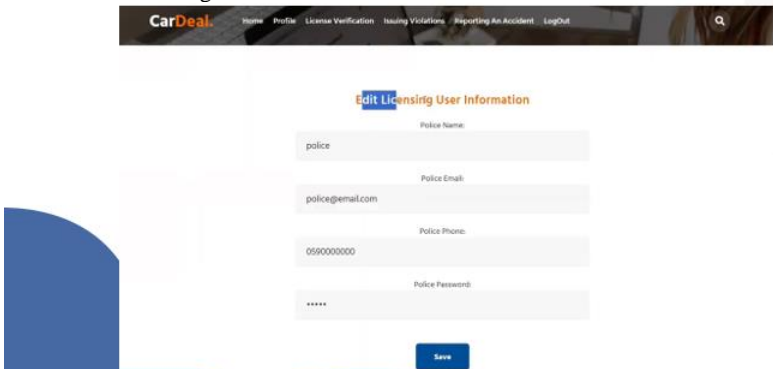 CarDeal. Home Profile License Verification Issuing Violations Reporting An Accident LogOut
Edit Licensing User Information
Police Name:
police
Police Email:
police@email.com
Police Phone:
0590000000
Police Password:
•••••
Save